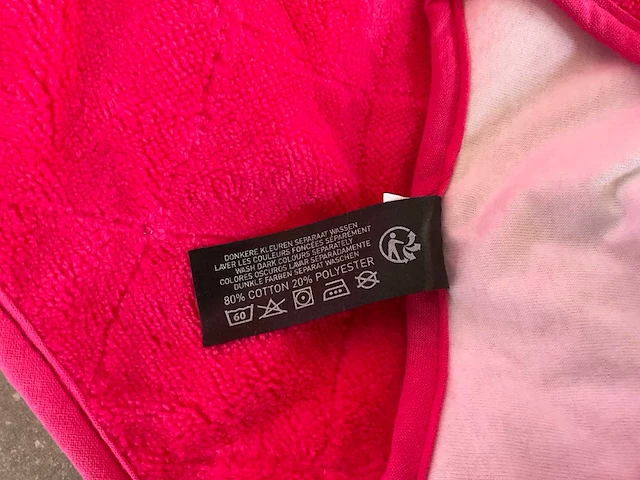 DONKERE KLEUREN SEPARAAT WASSEN
LAVER LES COULEURS FONCÉES SÉPARÉMENT
WASH DARK COLOURS SEPARATELY
COLORES OSCUROS LAVAR SEPARADAMENTE
DUNKLE FARBEN SEPARAT WASCHEN
80% COTTON 20% POLYESTER
60